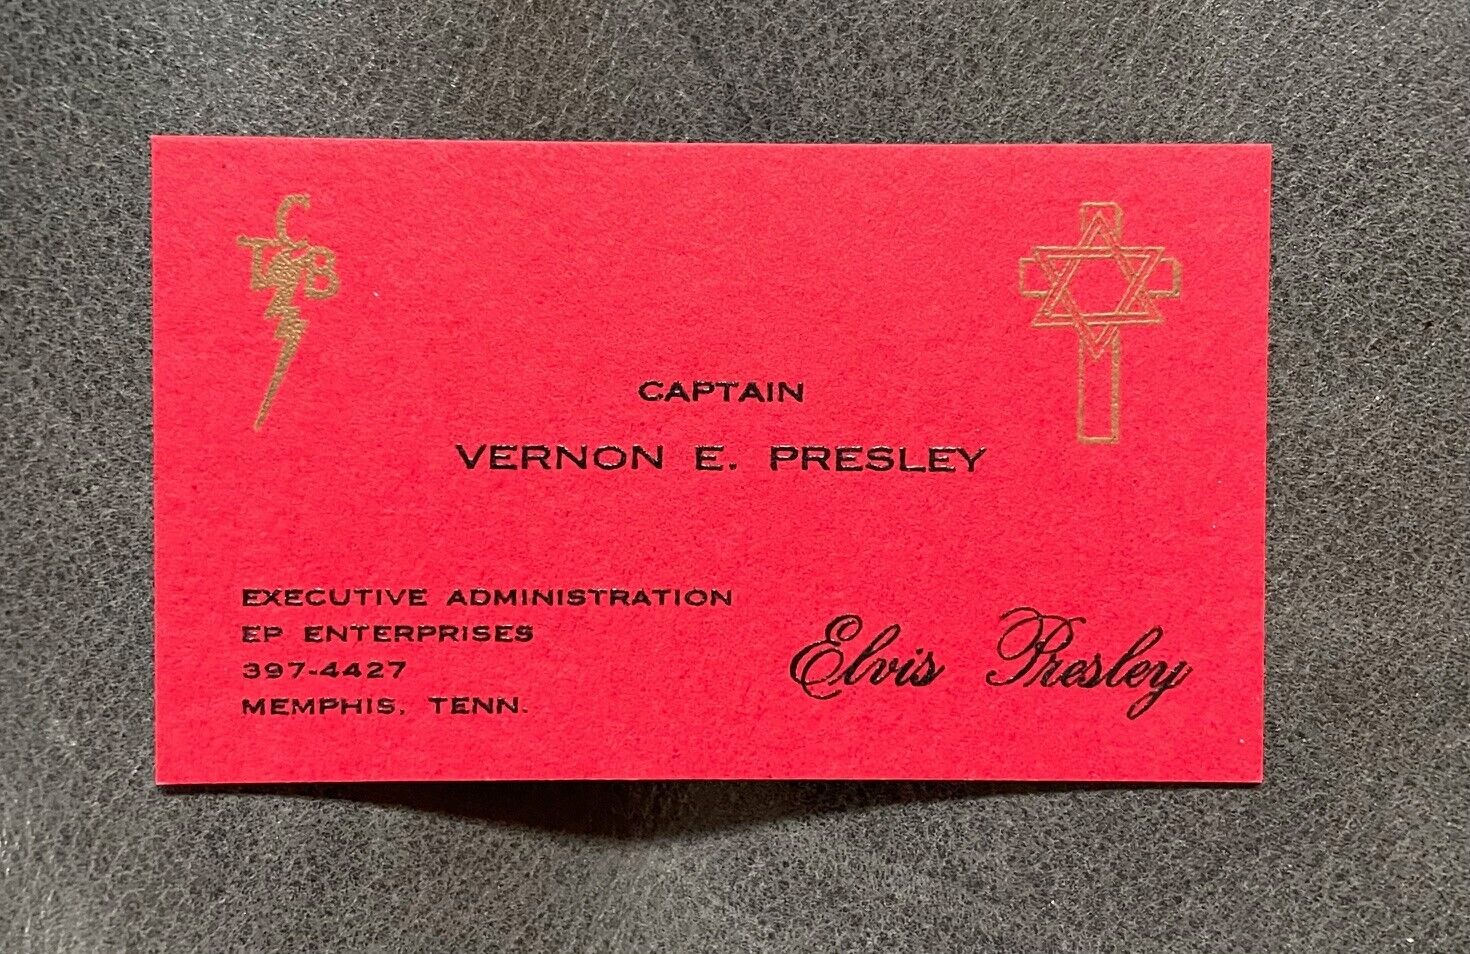 TCB
CAPTAIN
VERNON E. PRESLEY
EXECUTIVE ADMINISTRATION
EP ENTERPRISES
397-4427
MEMPHIS, TENN.
Elvis Presley